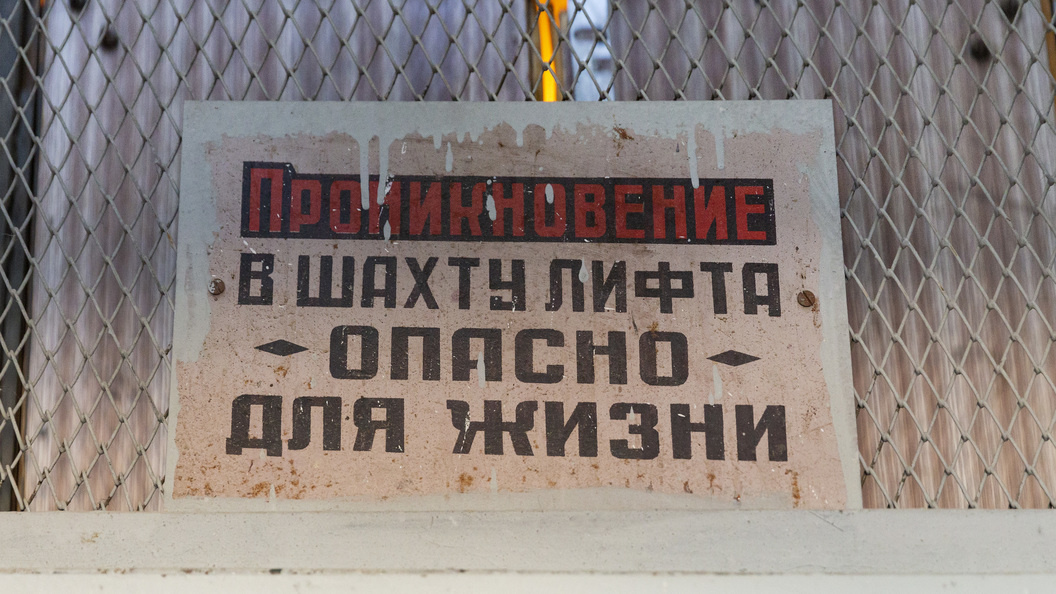 Проникновение
в шахту лифта
опасно
для жизни